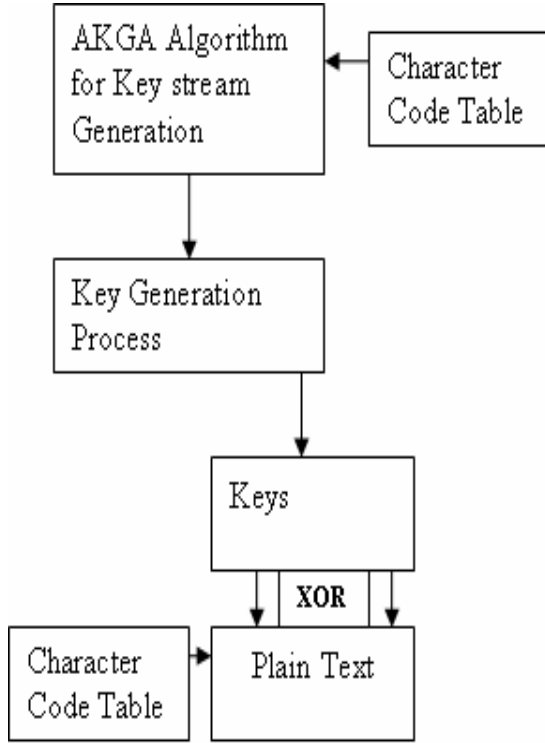 AKGA Algorithm
for Key stream
Generation
Character
Code Table
Key Generation
Process
Keys
XOR
Character
Code Table
Plain Text